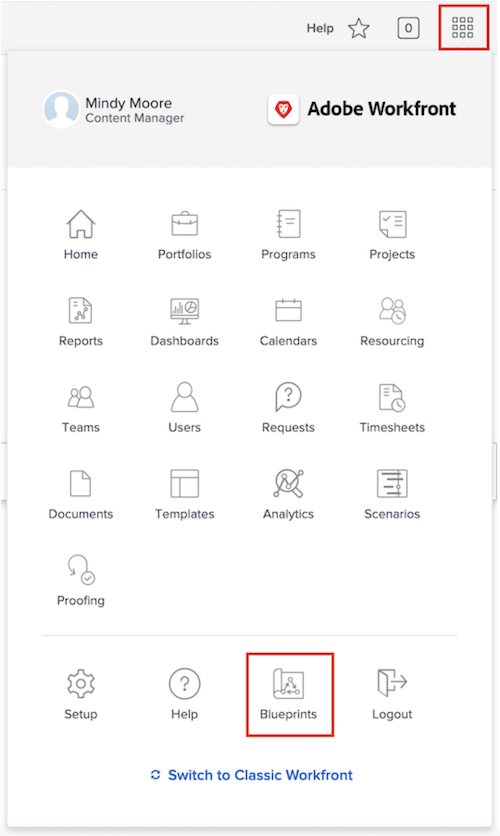 Help 0
Mindy Moore
Content Manager
Adobe Workfront
Home Portfolios Programs Projects
Reports Dashboards Calendars Resourcing
Teams Users Requests Timesheets
Documents Templates Analytics Scenarios
Proofing
Setup Help Blueprints Logout
Switch to Classic Workfront